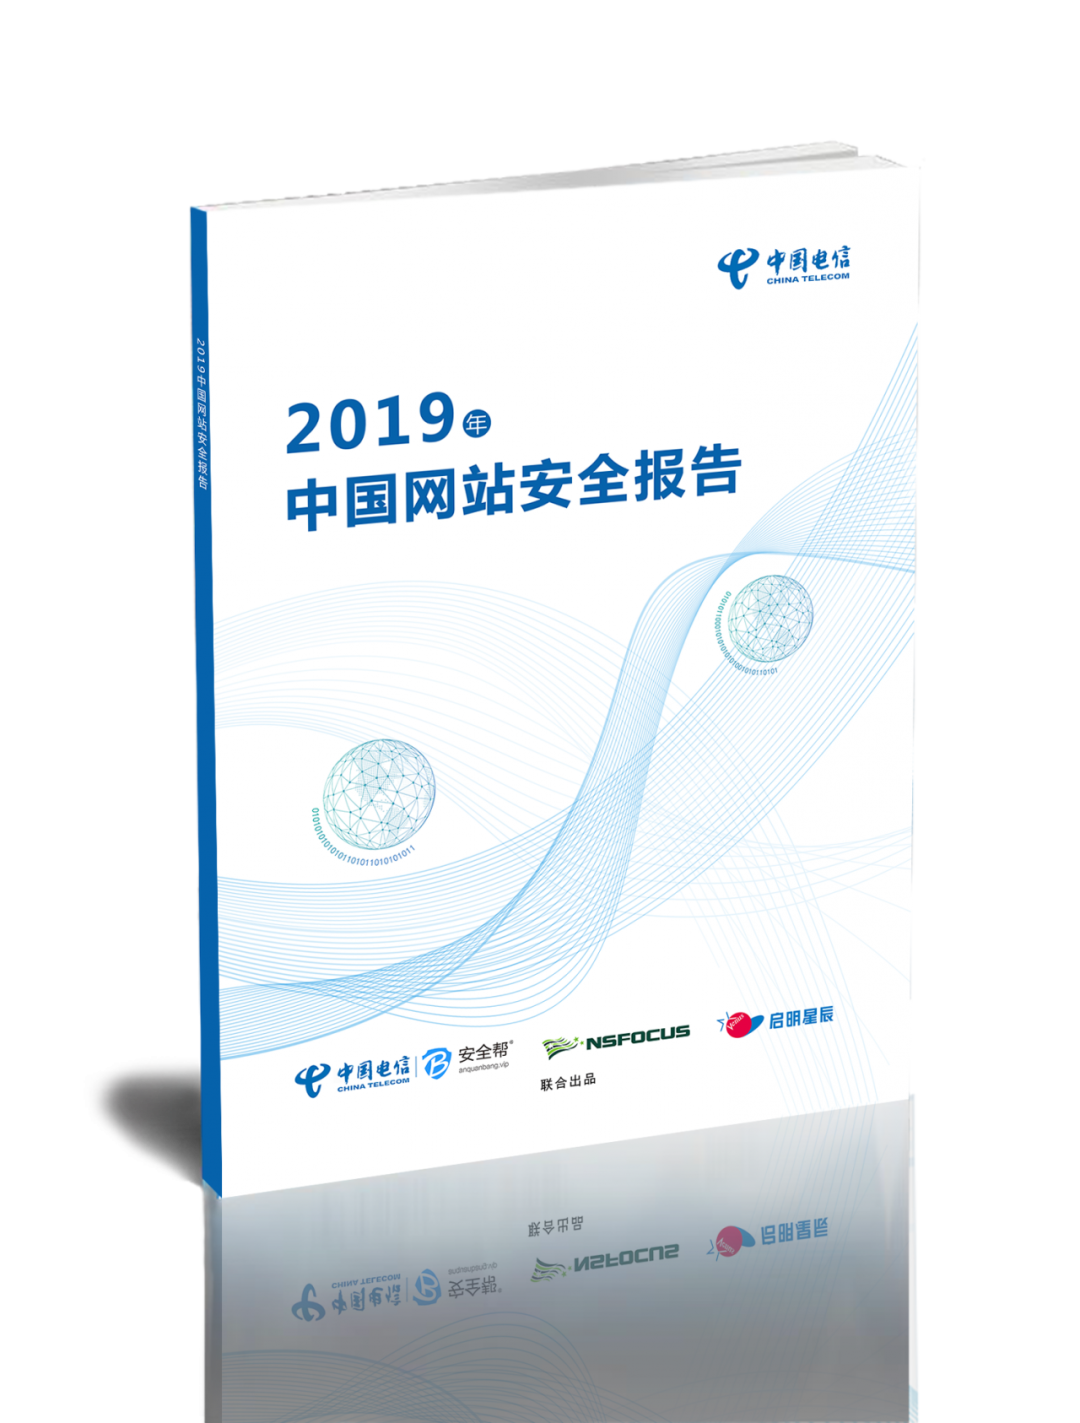 中国电信
CHINA TELECOM
2019年
中国网站安全报告
2019中国网站安全报告
中国电信
CHINA TELECOM
安全帮®
anquanbang.vip
NSFOCUS
Venus
启明星辰
联合出品